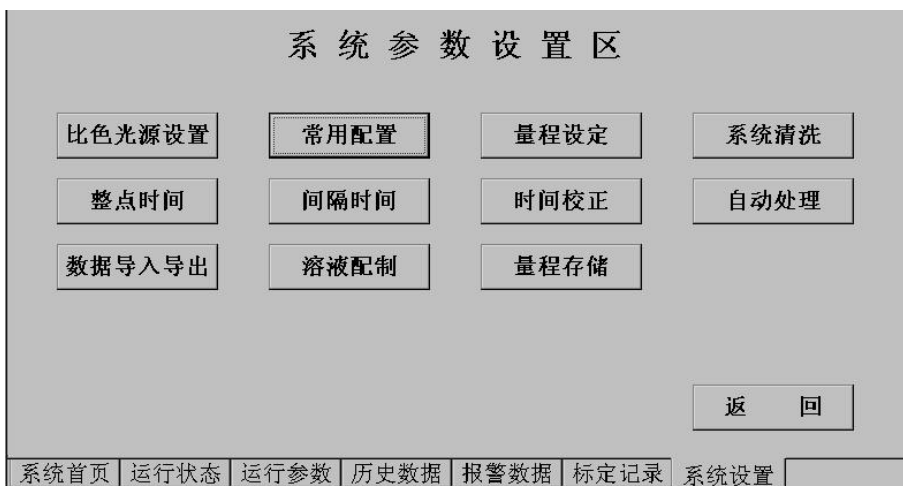 系统参数设置区
比色光源设置 常用配置 量程设定 系统清洗
整点时间 间隔时间 时间校正 自动处理
数据导入导出 溶液配制 量程存储
返 回
系统首页 运行状态 运行参数 历史数据 报警数据 标定记录 系统设置